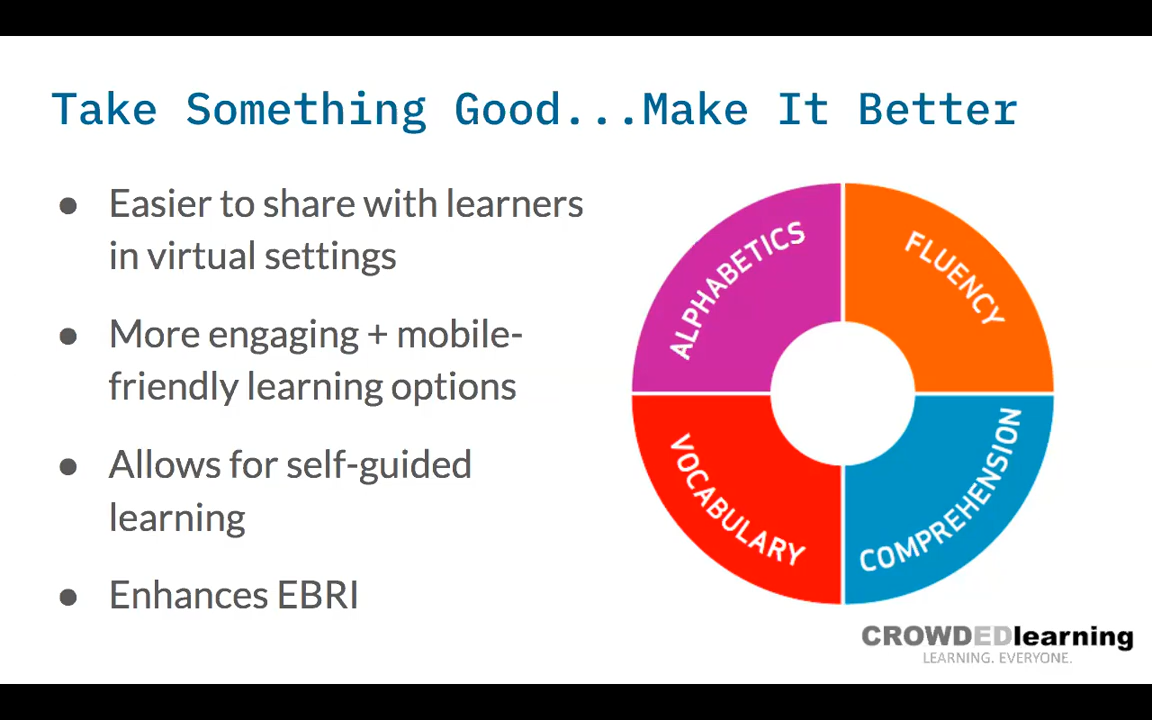 Take Something Good...Make It Better
● Easier to share with learners
in virtual settings
● More engaging + mobile-
friendly learning options
● Allows for self-guided
learning
● Enhances EBRI
ALPHABETICS
FLUENCY
VOCABULARY
COMPREHENSION
CROWDEDlearning
LEARNING. EVERYONE.